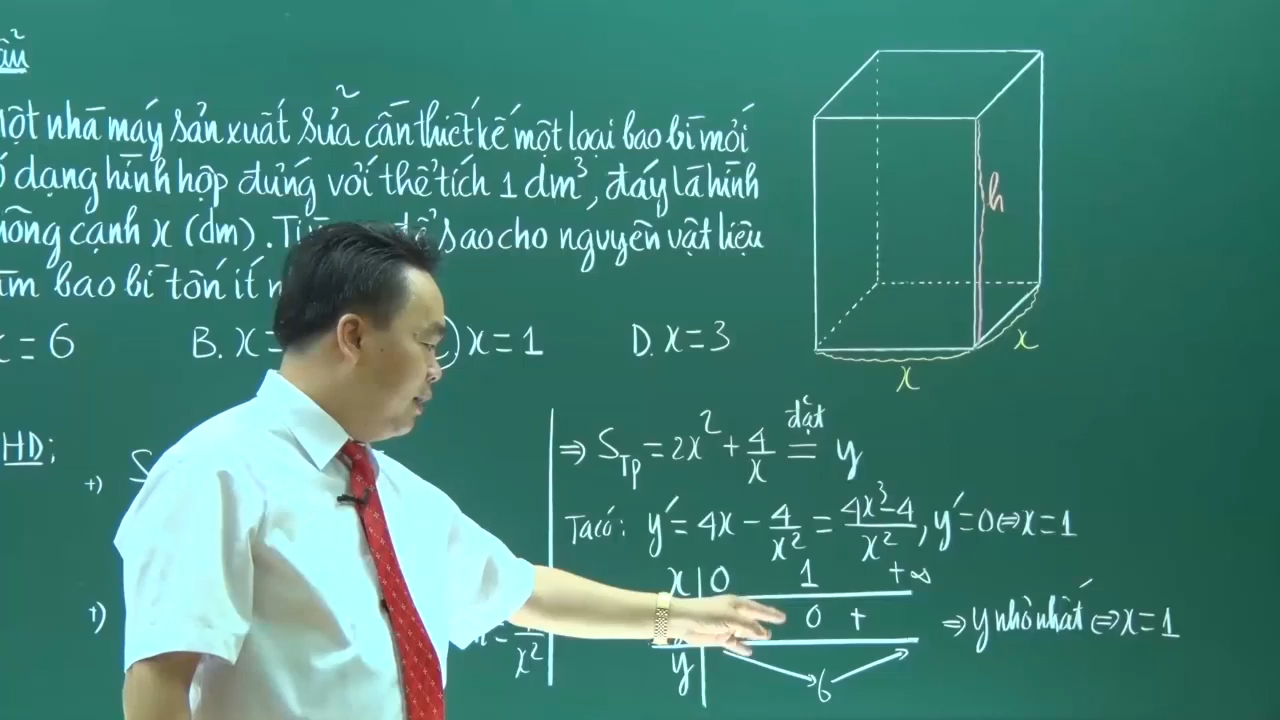 một nhà máy sản xuất sửa cần thiết kế một loại bao bì mới
dạng hình hộp đứng với thể tích 1 dm³, đáy là hình
cạnh x (dm). sao cho nguyên vật liệu
bao bì tốn ít
x = 6 B. x = x = 1 D. x = 3
h
x
x
HD:
+) S
⇒ S_TP = 2x² + 4/x đặt = y
Ta có: y' = 4x - 4/x² = 4x³-4/x², y' = 0 ⇔ x = 1
x 0 1 +∞
0 +
y 6
⇒ y nhỏ nhất ⇔ x = 1
+) 1/x²